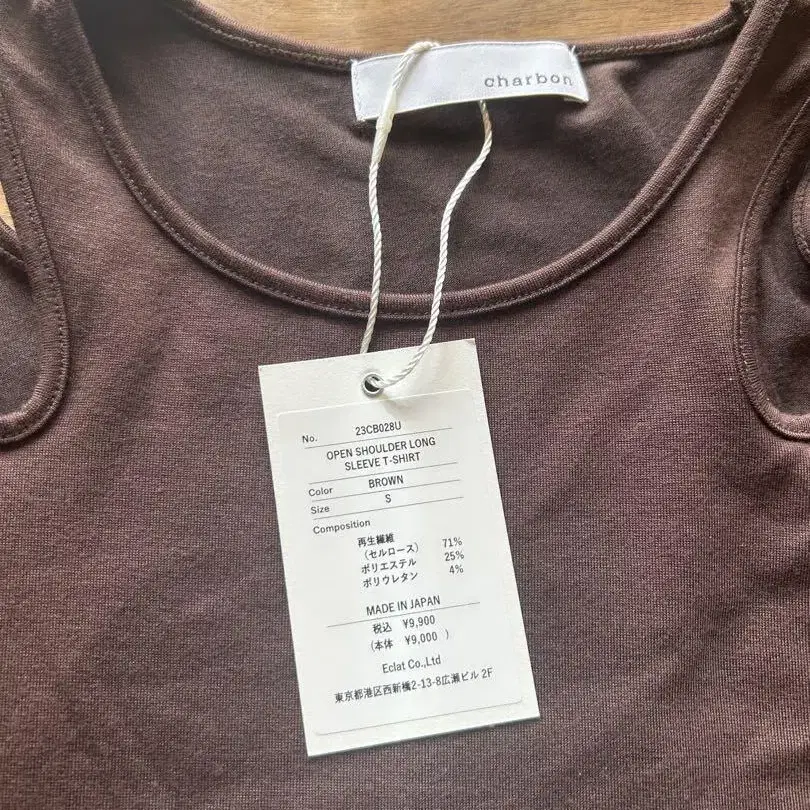 charbon
No. 23CB028U
OPEN SHOULDER LONG
SLEEVE T-SHIRT
Color BROWN
Size S
Composition
再生繊維
(セルロース) 71%
ポリエステル 25%
ポリウレタン 4%
MADE IN JAPAN
税込 ¥9,900
(本体 ¥9,000 )
Eclat Co.,Ltd
東京都港区西新橋2-13-8広瀬ビル 2F